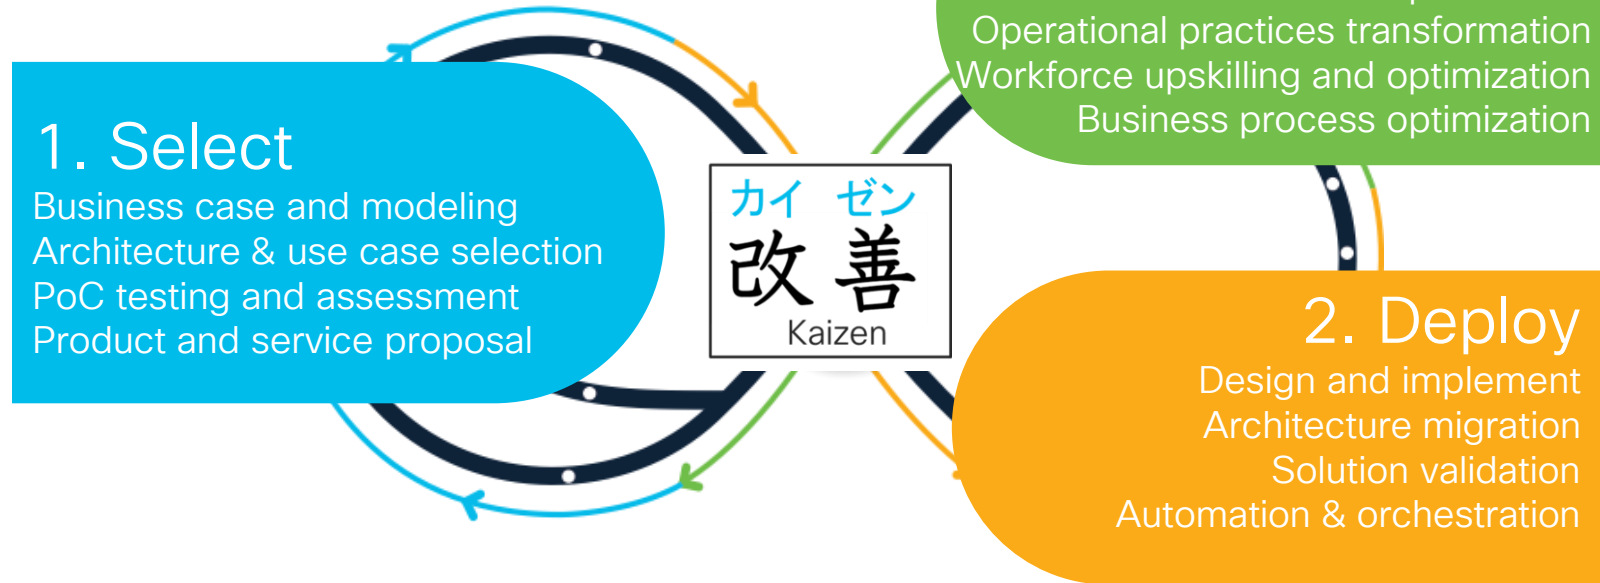 1. Select
Business case and modeling
Architecture & use case selection
PoC testing and assessment
Product and service proposal
カイ ゼン
改善
Kaizen
Operational practices transformation
Workforce upskilling and optimization
Business process optimization
2. Deploy
Design and implement
Architecture migration
Solution validation
Automation & orchestration